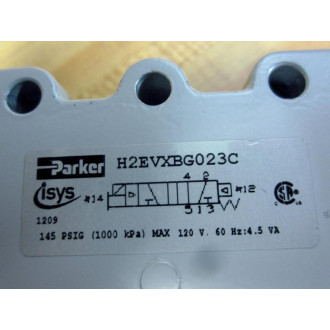 Parker H2EVXBG023C
isys
4 2
14 12
5 1 3
1209
145 PSIG (1000 kPa) MAX 120 V. 60 Hz:4.5 VA